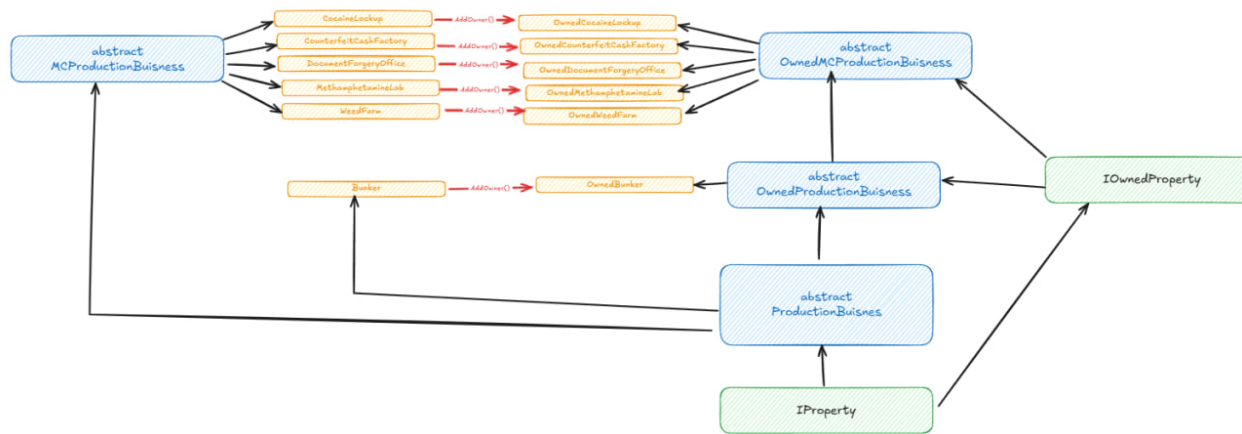 CocaineLockup
AddOwner()
OwnedCocaineLockup
abstract
MCProductionBuisness
CounterfeitCashFactory
AddOwner()
OwnedCounterfeitCashFactory
abstract
OwnedMCProductionBuisness
DocumentForgeryOffice
AddOwner()
OwnedDocumentForgeryOffice
MethamphetamineLab
AddOwner()
OwnedMethamphetamineLab
WeedFarm
AddOwner()
OwnedWeedFarm
Bunker
AddOwner()
OwnedBunker
abstract
OwnedProductionBuisness
IOwnedProperty
abstract
ProductionBuisnes
IProperty